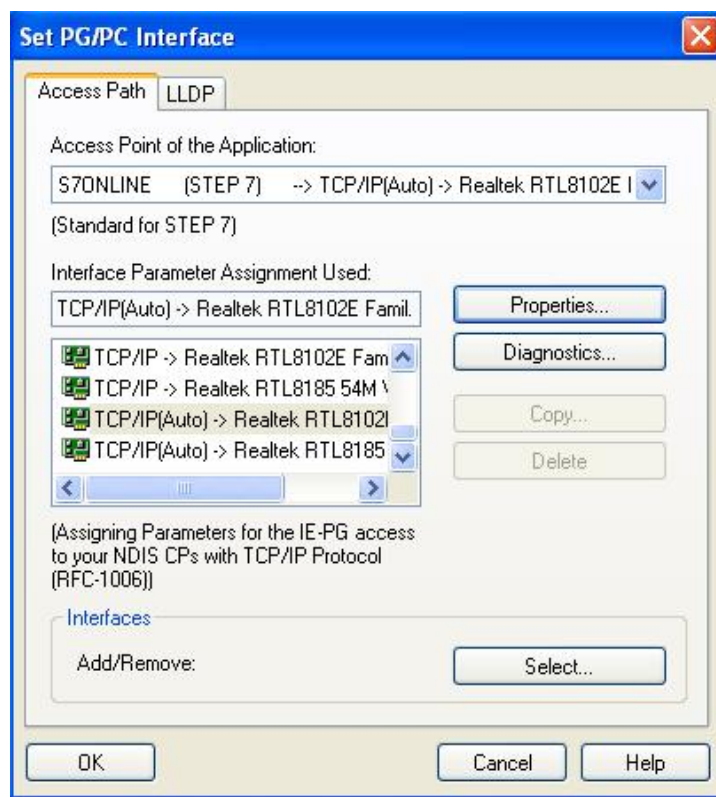 Set PG/PC Interface
Access Path LLDP
Access Point of the Application:
S7ONLINE (STEP 7) --> TCP/IP(Auto) -> Realtek RTL8102E I
(Standard for STEP 7)
Interface Parameter Assignment Used:
TCP/IP(Auto) -> Realtek RTL8102E Famil.
Properties...
TCP/IP -> Realtek RTL8102E Fam
Diagnostics...
TCP/IP -> Realtek RTL8185 54M \
TCP/IP(Auto) -> Realtek RTL8102I
Copy...
TCP/IP(Auto) -> Realtek RTL8185
Delete
(Assigning Parameters for the IE-PG access
to your NDIS CPs with TCP/IP Protocol
(RFC-1006))
Interfaces
Add/Remove:
Select...
OK Cancel Help